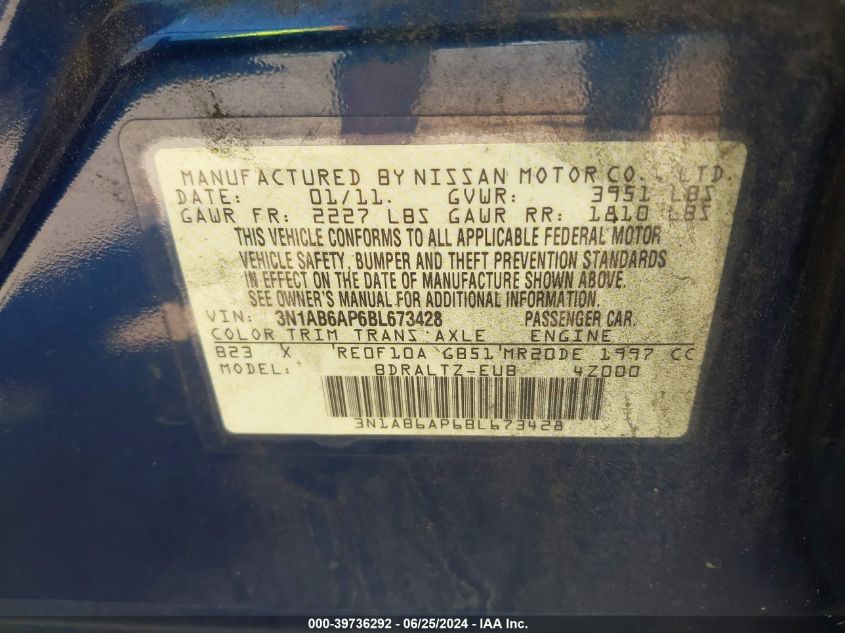 MANUFACTURED BY NISSAN MOTOR CO., LTD.
DATE: 01/11. GVWR: 3951 LBS
GAWR FR: 2227 LBS GAWR RR: 1810 LBS
THIS VEHICLE CONFORMS TO ALL APPLICABLE FEDERAL MOTOR
VEHICLE SAFETY, BUMPER AND THEFT PREVENTION STANDARDS
IN EFFECT ON THE DATE OF MANUFACTURE SHOWN ABOVE.
SEE OWNER'S MANUAL FOR ADDITIONAL INFORMATION.
VIN: 3N1AB6AP6BL673428 PASSENGER CAR.
COLOR TRIM TRANS AXLE ENGINE
B23 X RE0F10A GB51 MR20DE 1997 CC
MODEL: BDRALTZ-EUB 4Z000
3N1AB6AP6BL673428
000-39736292 - 06/25/2024 - IAAI.com